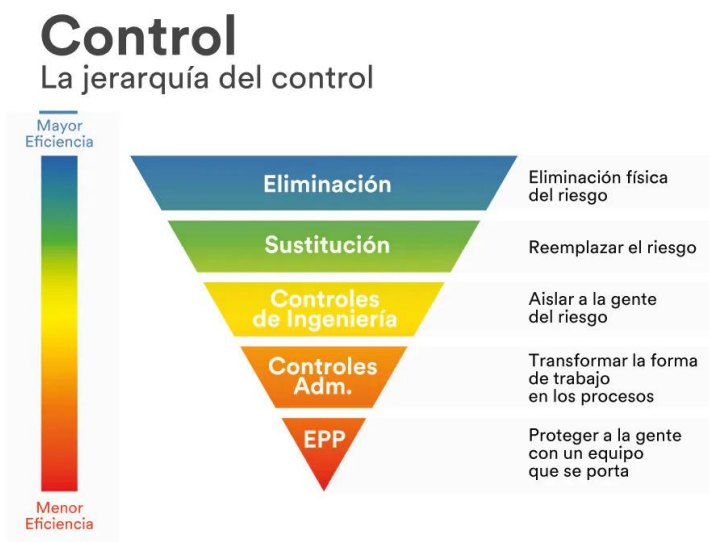 Control
La jerarquía del control
Mayor
Eficiencia
Eliminación
Eliminación física
del riesgo
Sustitución
Reemplazar el riesgo
Controles
de Ingeniería
Aislar a la gente
del riesgo
Controles
Adm.
Transformar la forma
de trabajo
en los procesos
EPP
Proteger a la gente
con un equipo
que se porta
Menor
Eficiencia